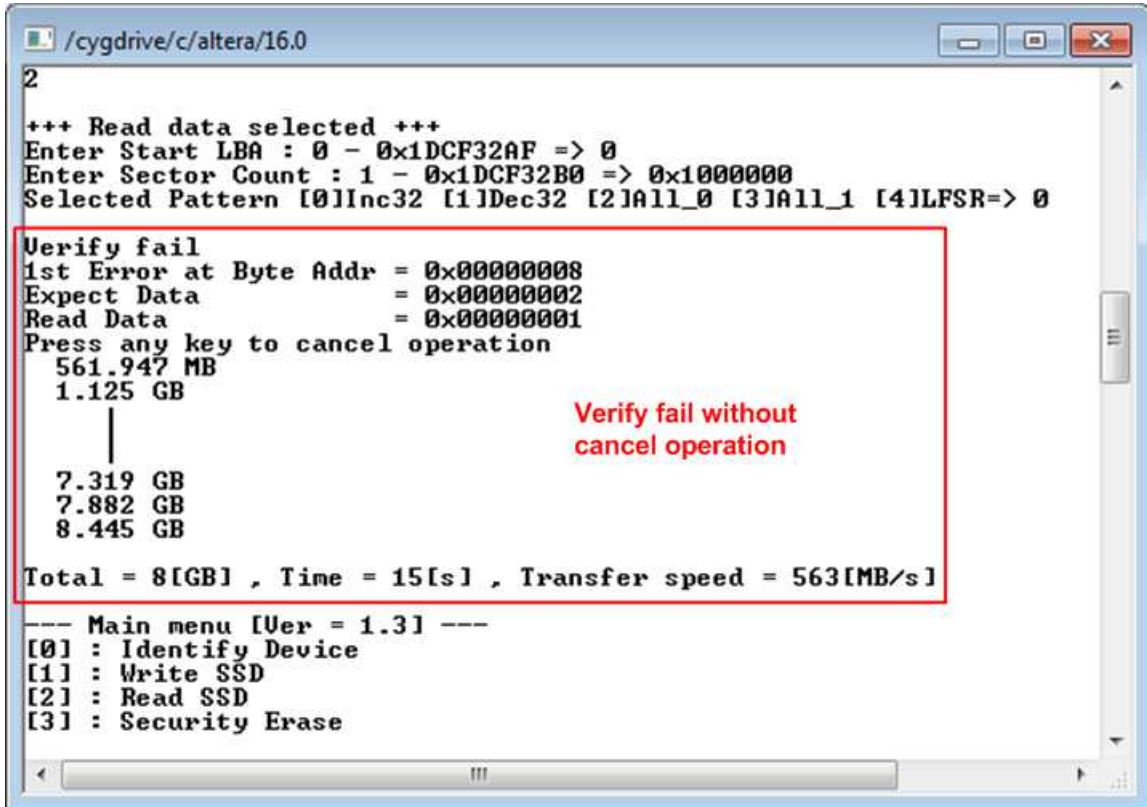 /cygdrive/c/altera/16.0
2
+++ Read data selected +++
Enter Start LBA : 0 - 0x1DCF32AF => 0
Enter Sector Count : 1 - 0x1DCF32B0 => 0x1000000
Selected Pattern [0]Inc32 [1]Dec32 [2]All_0 [3]All_1 [4]LFSR=> 0
Verify fail
1st Error at Byte Addr = 0x00000008
Expect Data = 0x00000002
Read Data = 0x00000001
Press any key to cancel operation
561.947 MB
1.125 GB
Verify fail without
cancel operation
7.319 GB
7.882 GB
8.445 GB
Total = 8[GB] , Time = 15[s] , Transfer speed = 563[MB/s]
--- Main menu [Ver = 1.3] ---
[0] : Identify Device
[1] : Write SSD
[2] : Read SSD
[3] : Security Erase